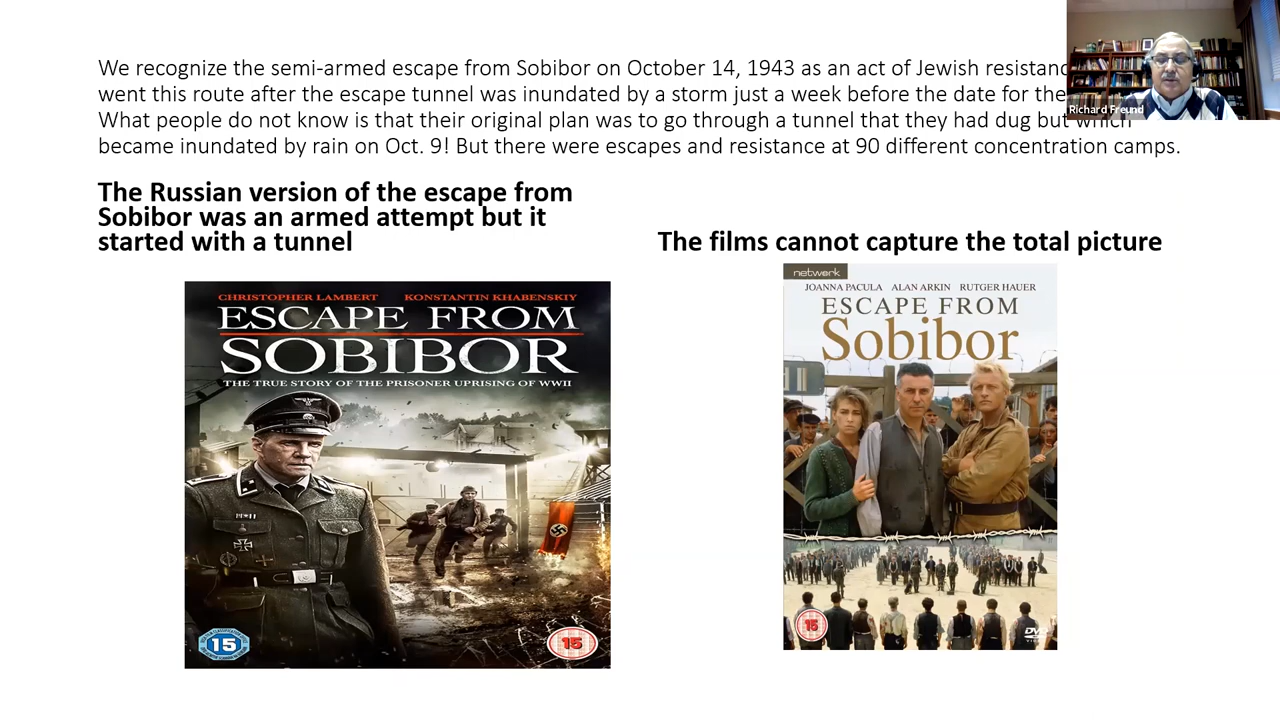 We recognize the semi-armed escape from Sobibor on October 14, 1943 as an act of Jewish
went this route after the escape tunnel was inundated by a storm just a week before the date for the
What people do not know is that their original plan was to go through a tunnel that they had dug but which
became inundated by rain on Oct. 9! But there were escapes and resistance at 90 different concentration camps.
Richard Freund
The Russian version of the escape from
Sobibor was an armed attempt but it
started with a tunnel
The films cannot capture the total picture
CHRISTOPHER LAMBERT KONSTANTIN KHABENSKIY
ESCAPE FROM
SOBIBOR
THE TRUE STORY OF THE PRISONER UPRISING OF WWII
15
15
network
JOANNA PACULA ALAN ARKIN RUTGER HAUER
ESCAPE FROM
Sobibor
15
DVD
VIDEO